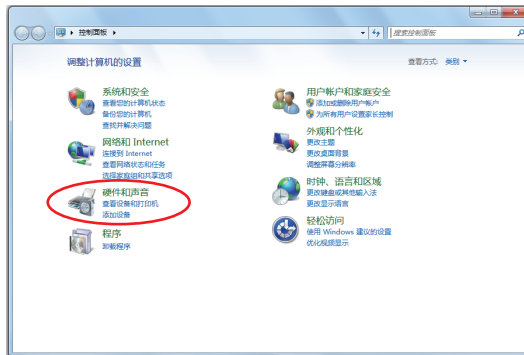 控制面板
搜索控制面板
调整计算机的设置
查看方式: 类别
系统和安全
查看您的计算机状态
备份您的计算机
查找并解决问题
网络和 Internet
连接到 Internet
查看网络状态和任务
选择家庭组和共享选项
硬件和声音
查看设备和打印机
添加设备
程序
卸载程序
用户帐户和家庭安全
添加或删除用户帐户
为所有用户设置家长控制
外观和个性化
更改主题
更改桌面背景
调整屏幕分辨率
时钟、语言和区域
更改键盘或其他输入法
更改显示语言
轻松访问
使用 Windows 建议的设置
优化视频显示